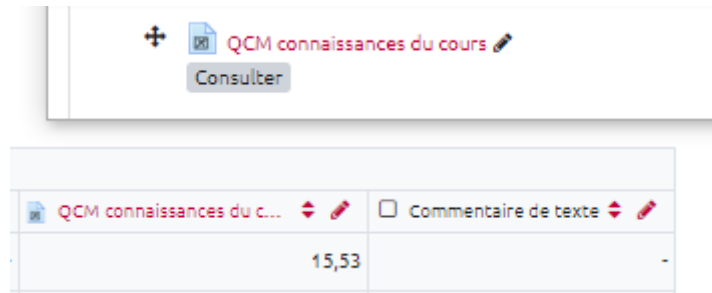 QCM connaissances du cours
Consulter
QCM connaissances du c... Commentaire de texte
15,53 -